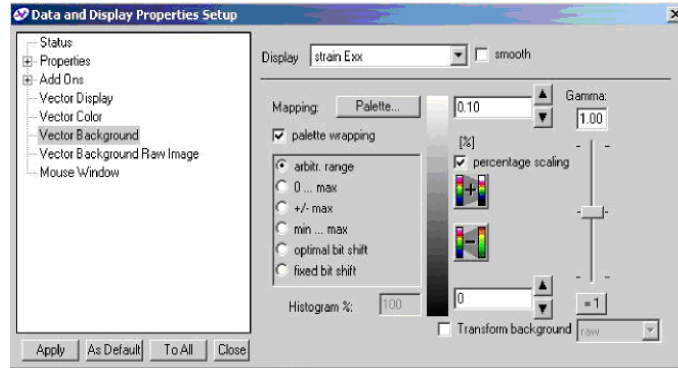 Data and Display Properties Setup
Status
Properties
Add Ons
Vector Display
Vector Color
Vector Background
Vector Background Raw Image
Mouse Window
Apply
As Default
To All
Close
Display
strain Exx
smooth
Mapping:
Palette...
palette wrapping
arbitr. range
0 ... max
+/- max
min ... max
optimal bit shift
fixed bit shift
Histogram %:
100
0.10
[%]
percentage scaling
0
Transform background
raw
Gamma:
1.00
= 1